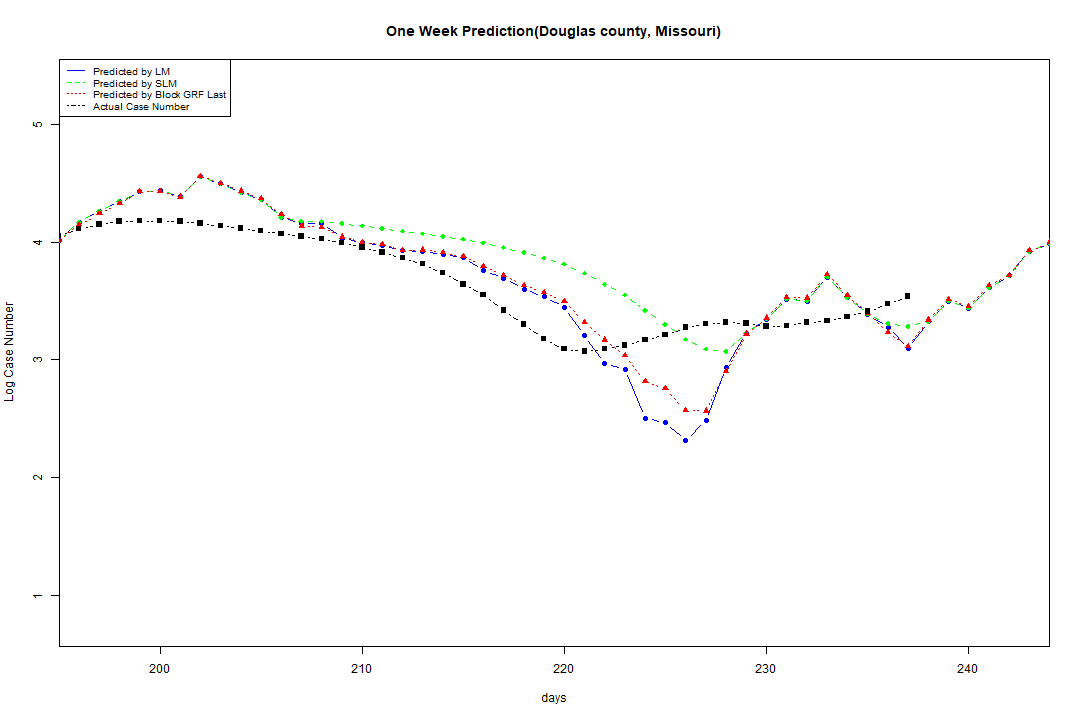 One Week Prediction(Douglas county, Missouri)
Predicted by LM
Predicted by SLM
Predicted by Block GRF Last
Actual Case Number
5
4
3
2
1
Log Case Number
200 210 220 230 240
days